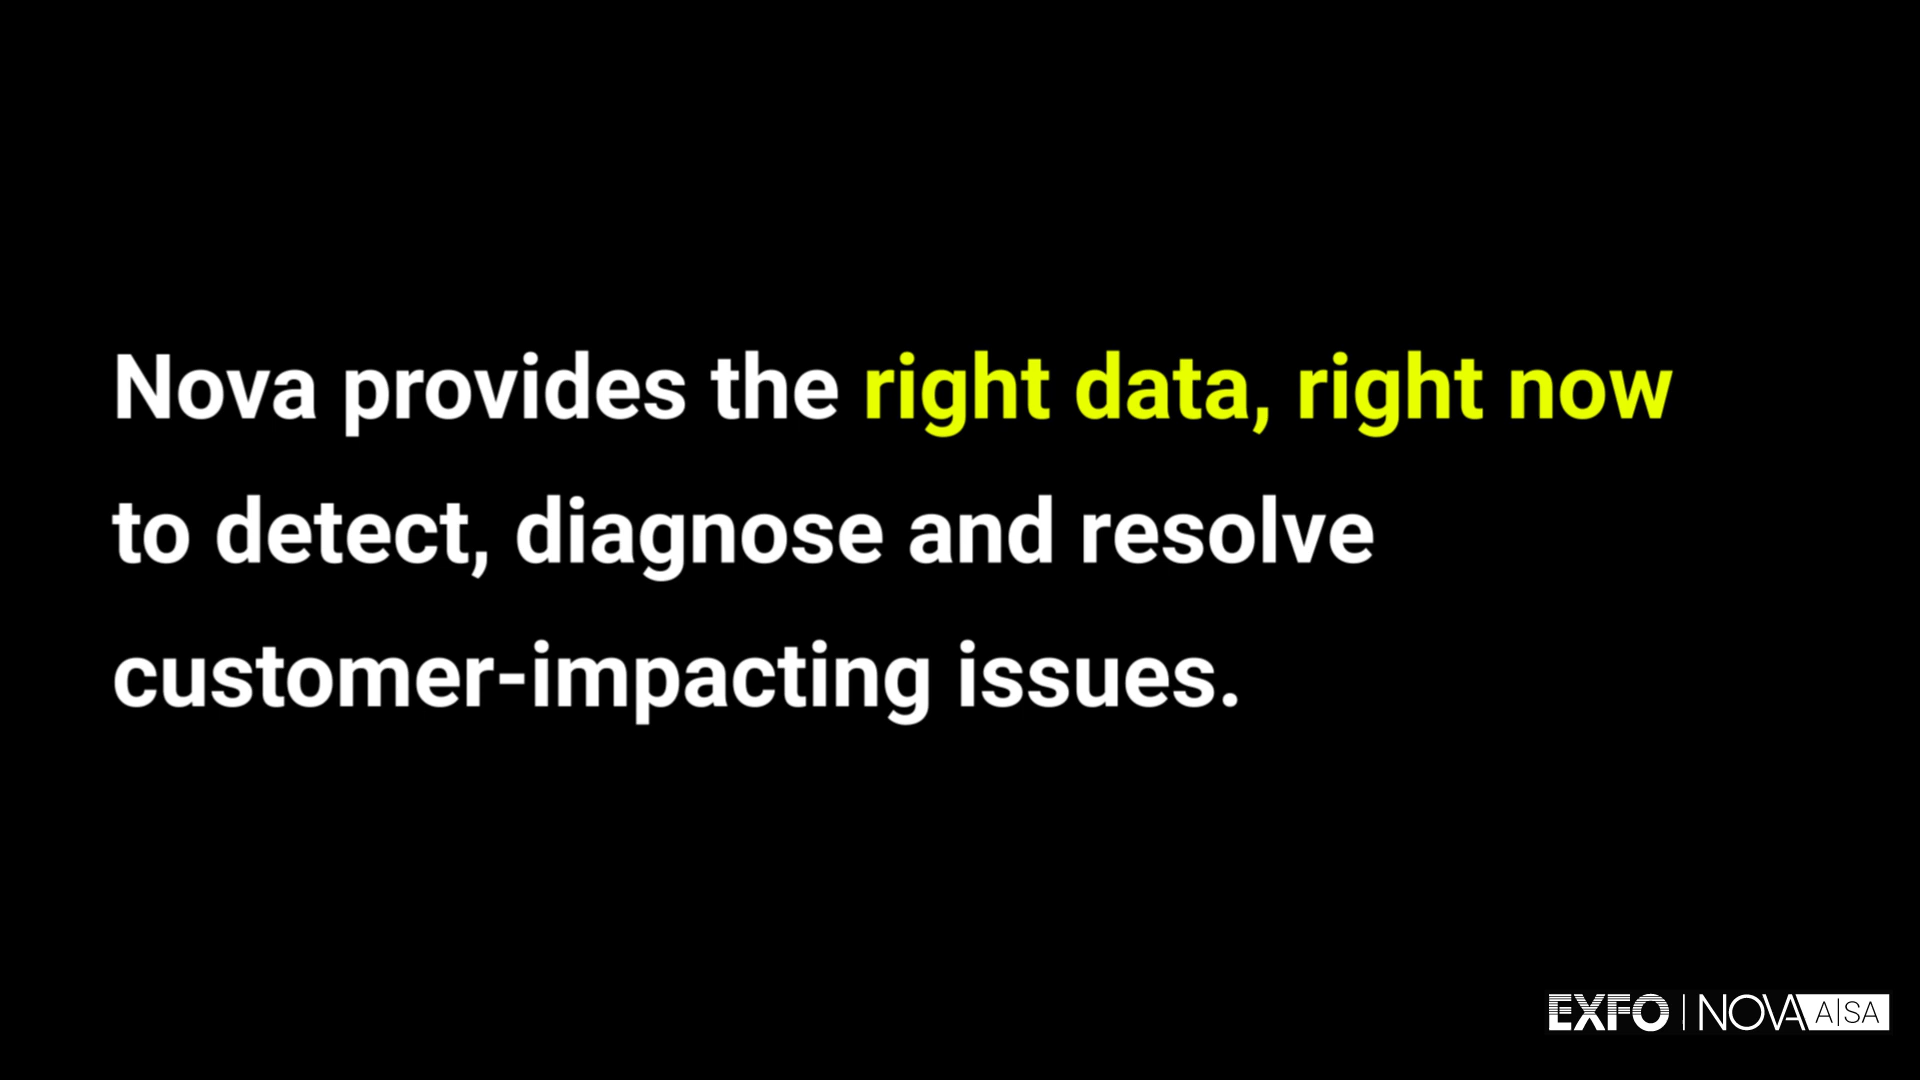 Nova provides the right data, right now
to detect, diagnose and resolve
customer-impacting issues.
EXFO | NOVA A|SA